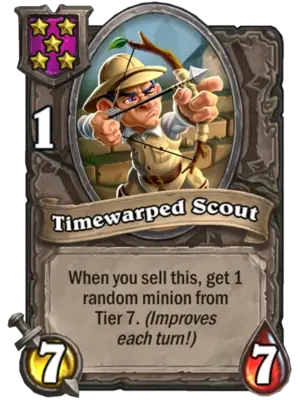 1
Timewarped Scout
When you sell this, get 1
random minion from
Tier 7. (Improves
each turn!)
7
7